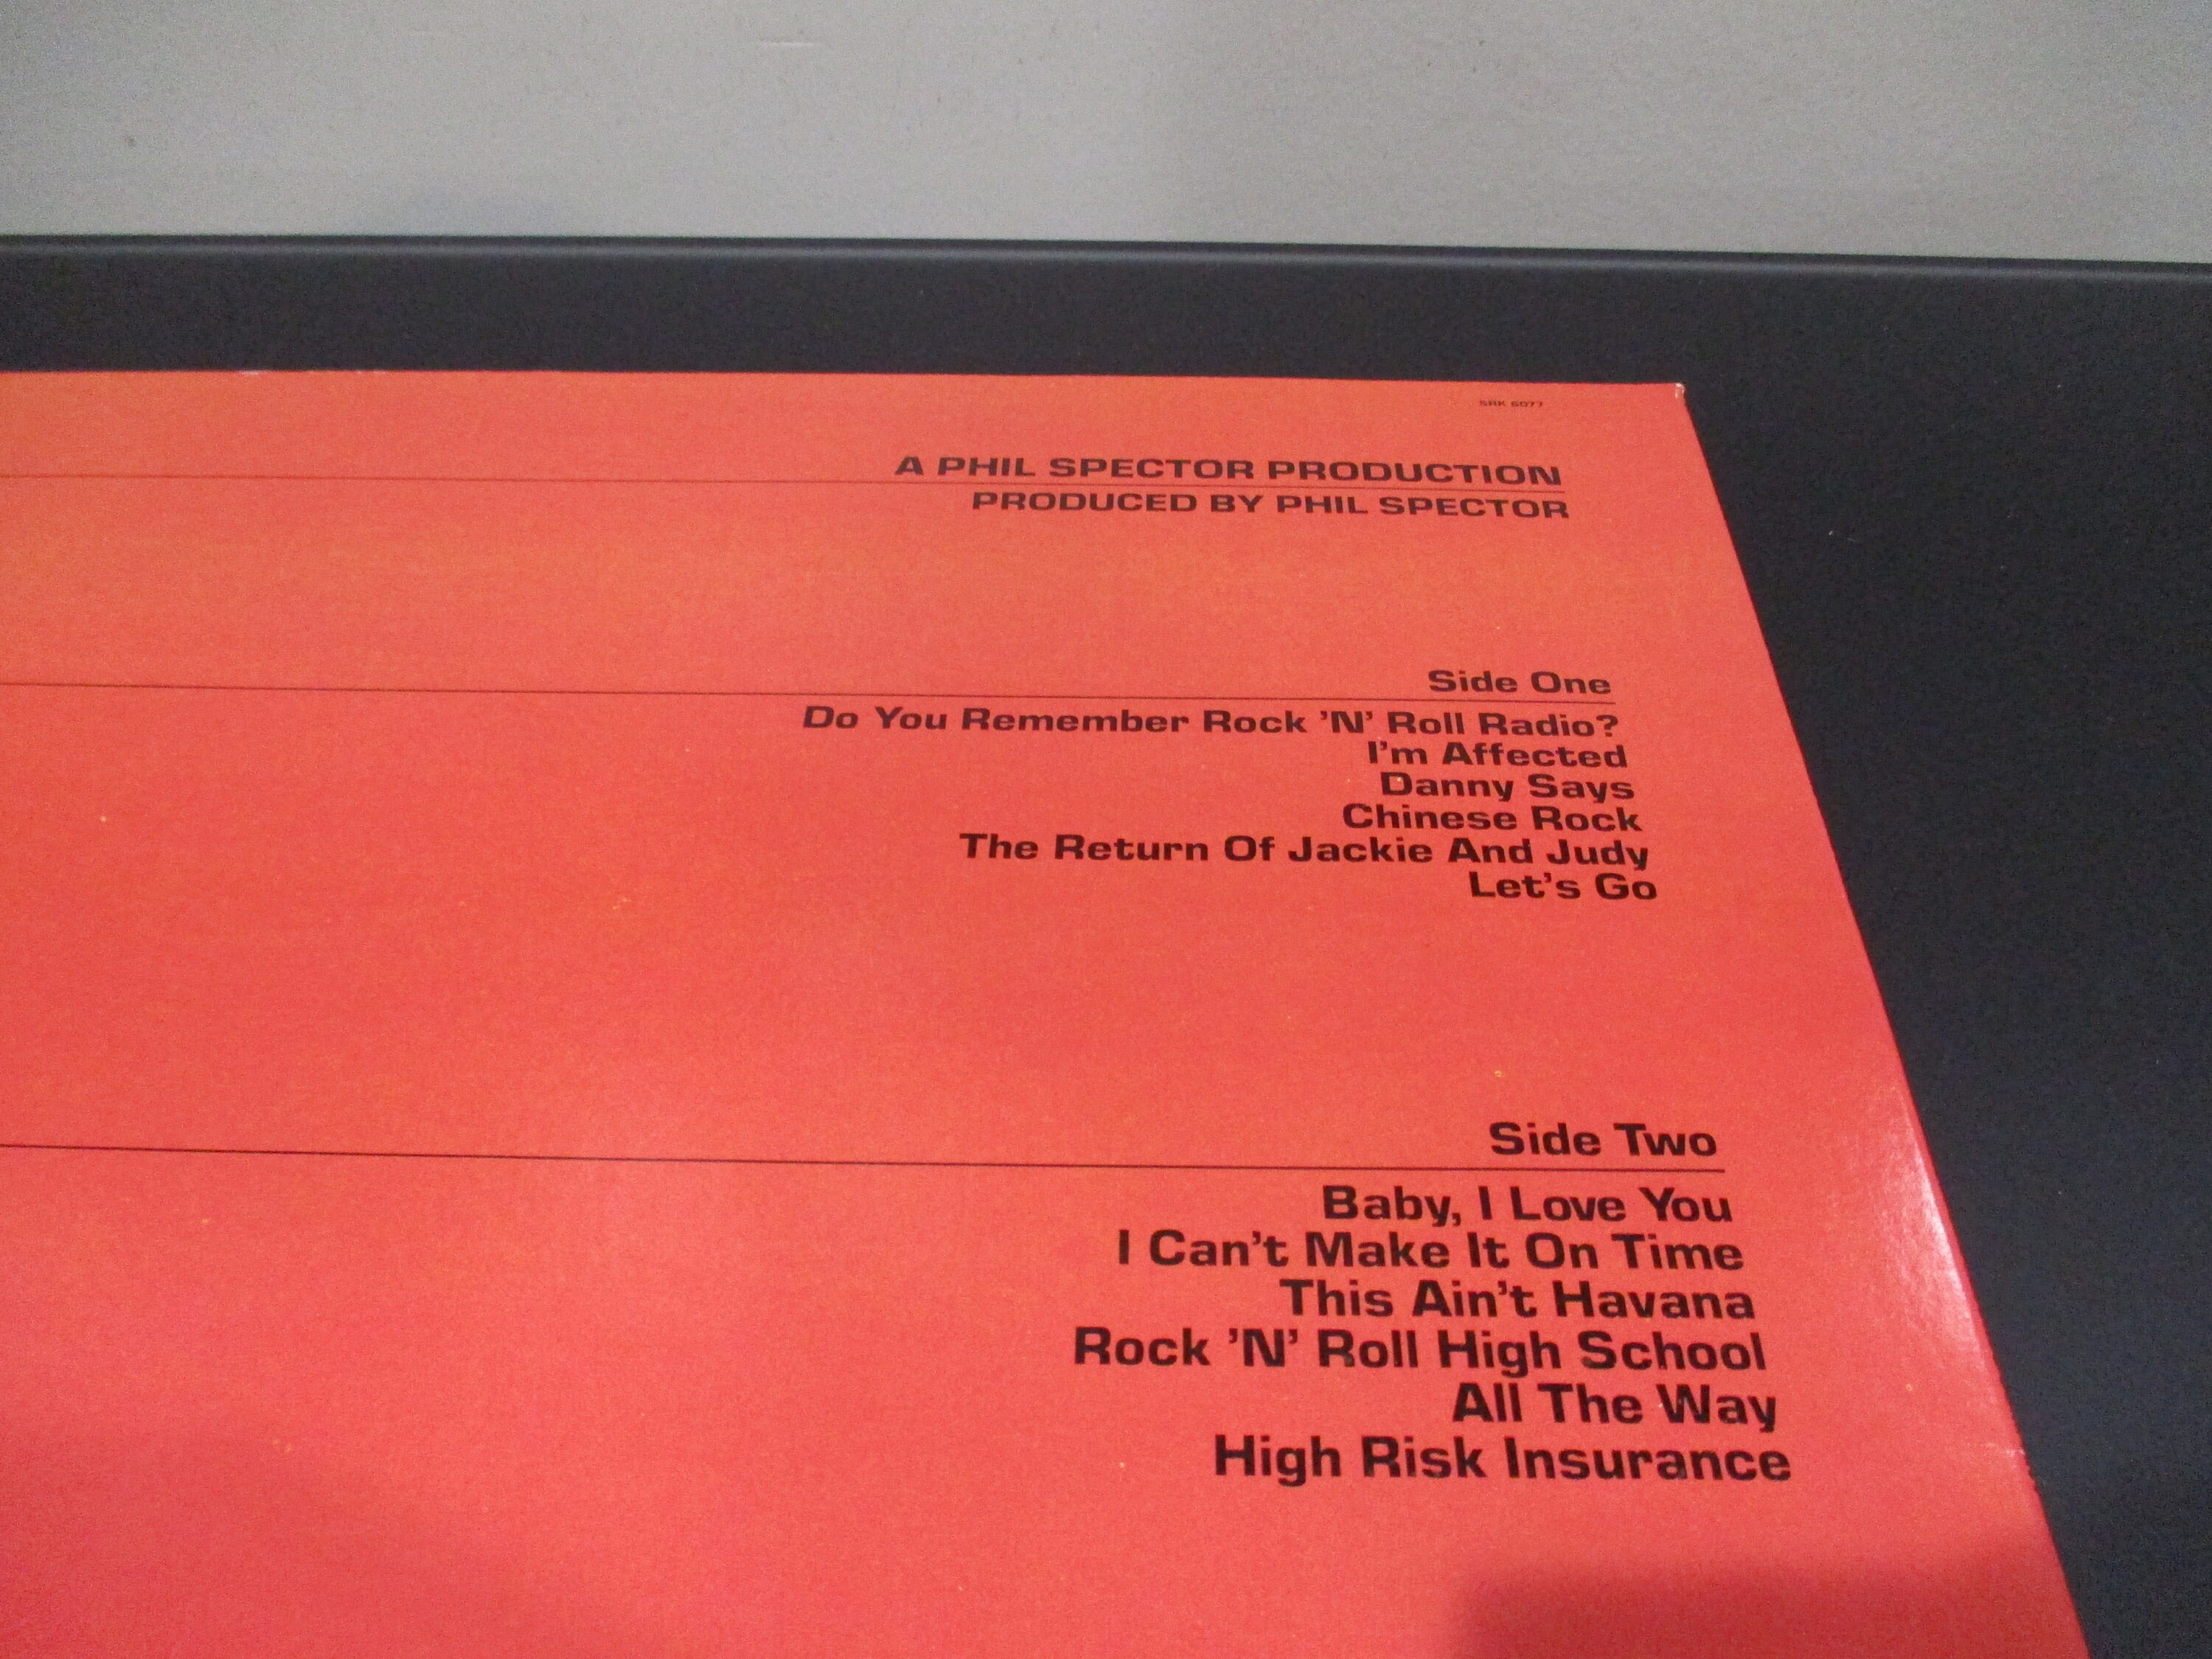 SRK 6077
A PHIL SPECTOR PRODUCTION
PRODUCED BY PHIL SPECTOR
Side One
Do You Remember Rock 'N' Roll Radio?
I'm Affected
Danny Says
Chinese Rock
The Return Of Jackie And Judy
Let's Go
Side Two
Baby, I Love You
I Can't Make It On Time
This Ain't Havana
Rock 'N' Roll High School
All The Way
High Risk Insurance